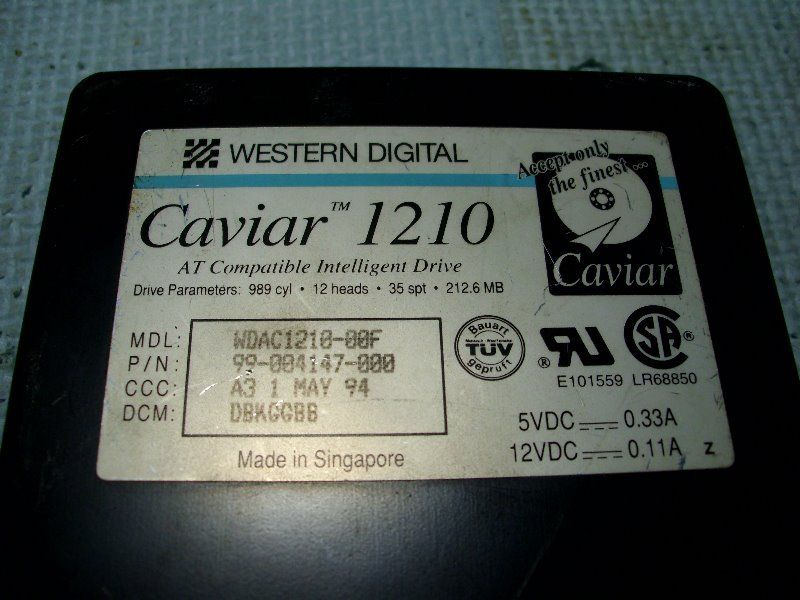 WESTERN DIGITAL
Accept only
the finest ...
Caviar™ 1210
Caviar
AT Compatible Intelligent Drive
Drive Parameters: 989 cyl • 12 heads • 35 spt • 212.6 MB
MDL: WDAC1210-00F
P/N: 99-004147-000
CCC: A3 1 MAY 94
DCM:
Bauart
TÜV
geprüft
® RU
SA ®
E101559 LR68850
5VDC 0.33A
12VDC 0.11A Z
Made in Singapore